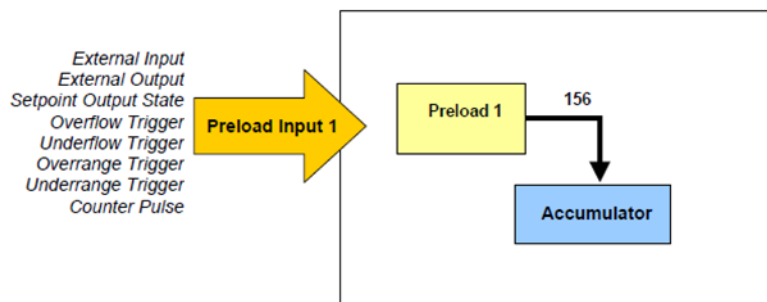 External Input
External Output
Setpoint Output State
Overflow Trigger
Underflow Trigger
Overrange Trigger
Underrange Trigger
Counter Pulse
Preload Input 1
Preload 1
156
Accumulator